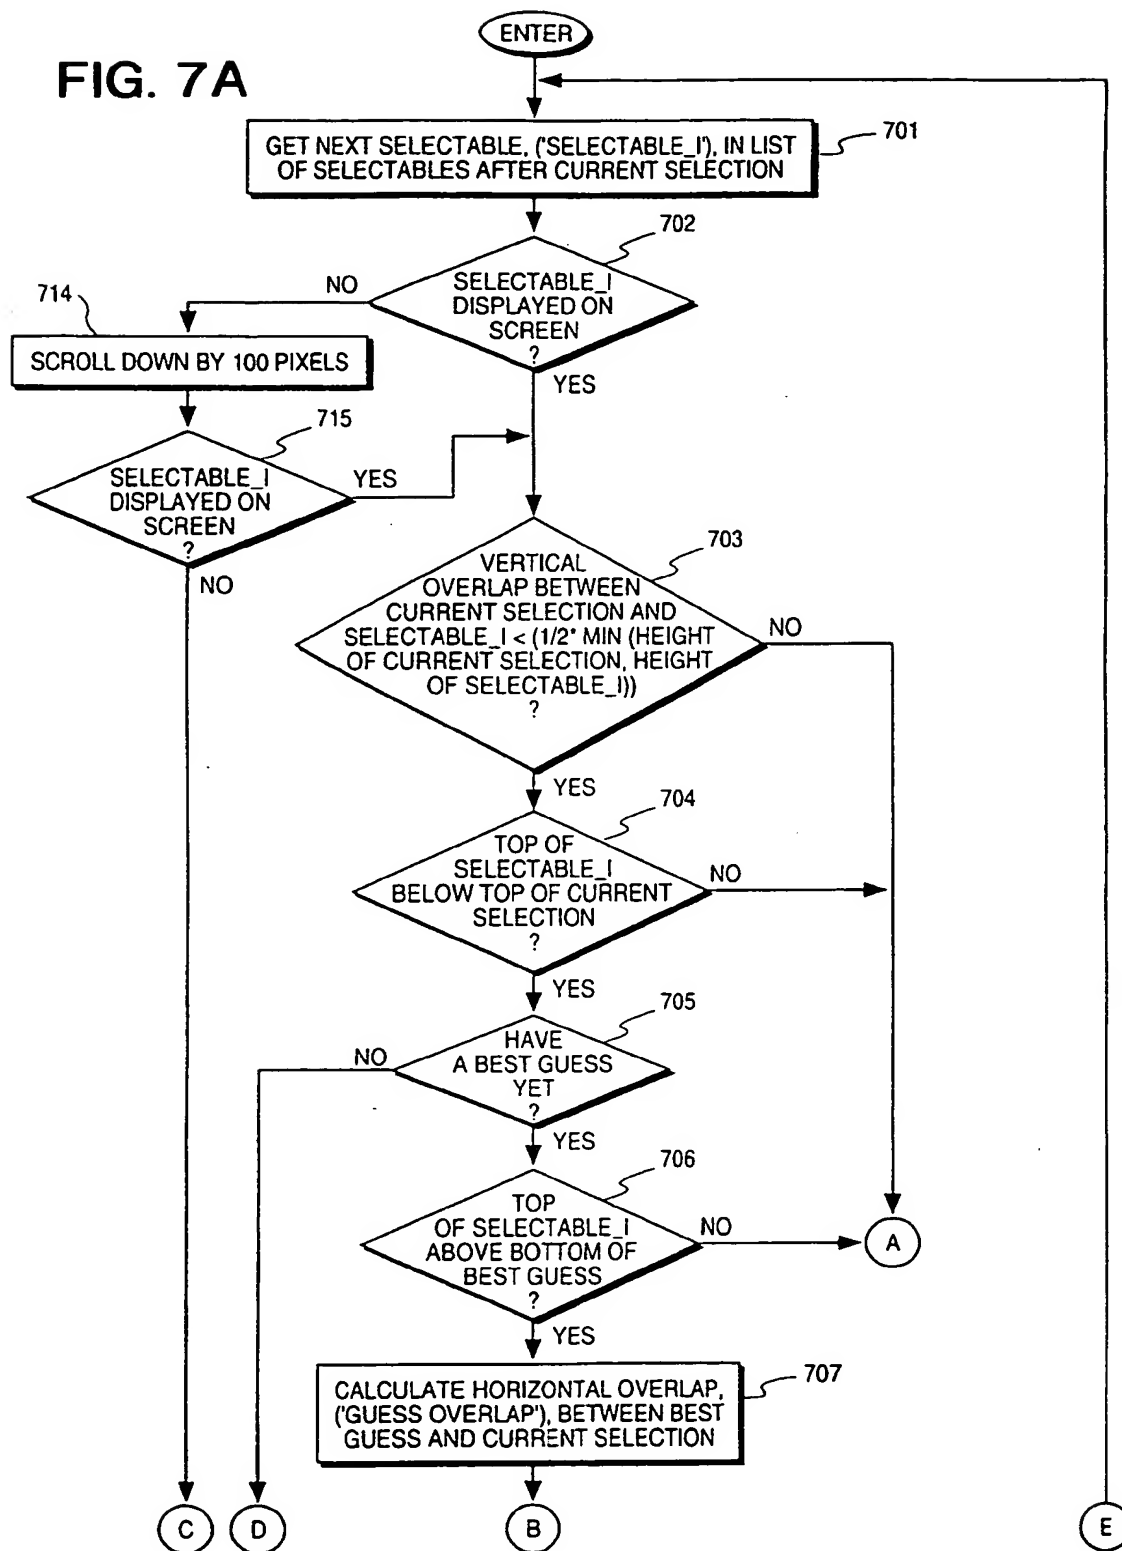 ENTER
FIG. 7A
GET NEXT SELECTABLE, ('SELECTABLE_I'), IN LIST
OF SELECTABLES AFTER CURRENT SELECTION
701
702
SELECTABLE_I
DISPLAYED ON
SCREEN
?
NO
YES
714
SCROLL DOWN BY 100 PIXELS
715
SELECTABLE_I
DISPLAYED ON
SCREEN
?
YES
NO
703
VERTICAL
OVERLAP BETWEEN
CURRENT SELECTION AND
SELECTABLE_I < (1/2* MIN (HEIGHT
OF CURRENT SELECTION, HEIGHT
OF SELECTABLE_I))
?
NO
YES
704
TOP OF
SELECTABLE_I
BELOW TOP OF CURRENT
SELECTION
?
NO
YES
705
HAVE
A BEST GUESS
YET
?
NO
YES
706
TOP
OF SELECTABLE_I
ABOVE BOTTOM OF
BEST GUESS
?
NO
A
YES
707
CALCULATE HORIZONTAL OVERLAP,
('GUESS OVERLAP'), BETWEEN BEST
GUESS AND CURRENT SELECTION
C
D
B
E